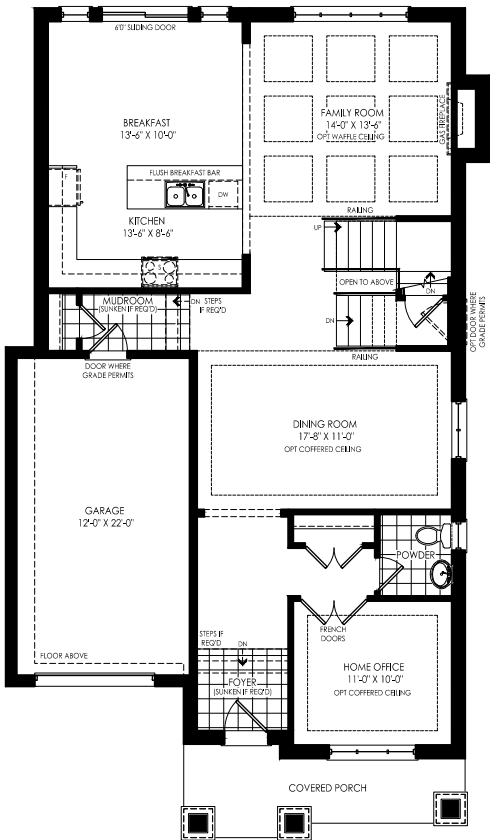 6'0" SLIDING DOOR
BREAKFAST
13'-6" X 10'-0"
FAMILY ROOM
14'-0" X 13'-6"
OPT WAFFLE CEILING
GAS FIREPLACE
FLUSH BREAKFAST BAR
DW
KITCHEN
13'-6" X 8'-6"
S
RAILING
UP
OPEN TO ABOVE
DN
DN
RAILING
OPT DOOR WHERE
GRADE PERMITS
MUDROOM
(SUNKEN IF REQ'D)
DN
STEPS
IF REQ'D
DOOR WHERE
GRADE PERMITS
DINING ROOM
17'-8" X 11'-0"
OPT COFFERED CEILING
GARAGE
12'-0" X 22'-0"
FLOOR ABOVE
POWDER
FRENCH
DOORS
STEPS IF
REQ'D
DN
FOYER
(SUNKEN IF REQ'D)
HOME OFFICE
11'-0" X 10'-0"
OPT COFFERED CEILING
COVERED PORCH